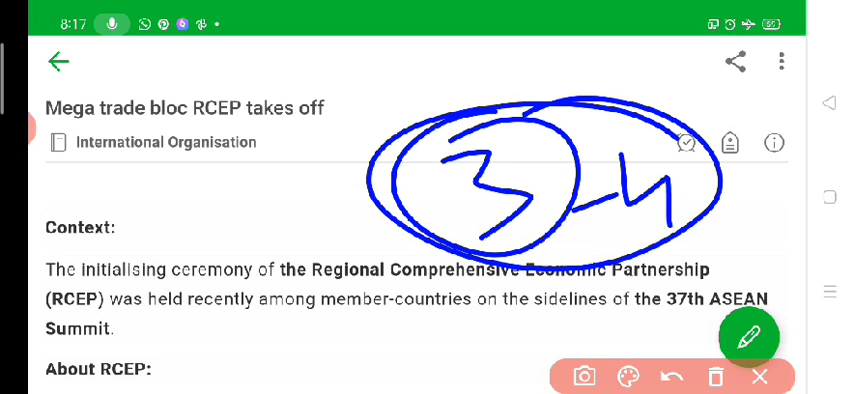 8:17
55
Mega trade bloc RCEP takes off
International Organisation
3-4
Context:
The initialising ceremony of the Regional Comprehensive Economic Partnership
(RCEP) was held recently among member-countries on the sidelines of the 37th ASEAN
Summit.
About RCEP: